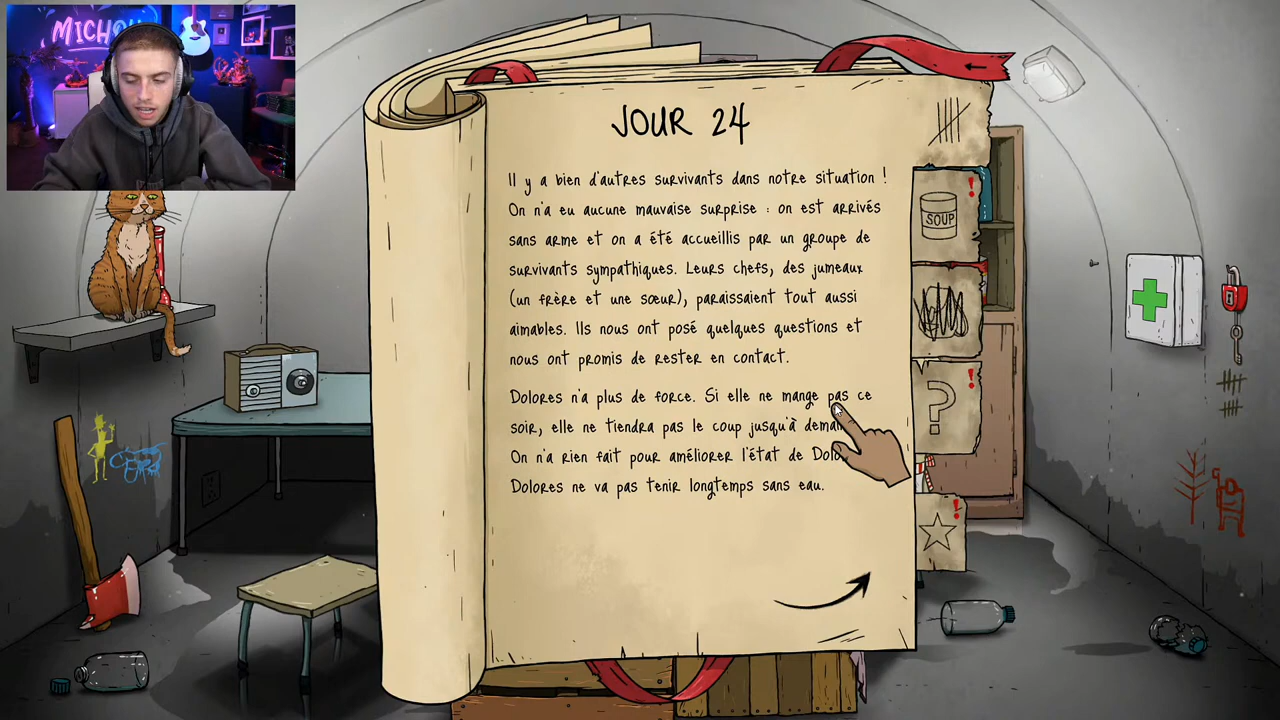 MICHOU
JOUR 24
Il y a bien d'autres survivants dans notre situation !
On n'a eu aucune mauvaise surprise : on est arrivés
sans arme et on a été accueillis par un groupe de
survivants sympathiques. Leurs chefs, des jumeaux
(un frère et une sœur), paraissaient tout aussi
aimables. Ils nous ont posé quelques questions et
nous ont promis de rester en contact.
Dolores n'a plus de force. Si elle ne mange pas ce
soir, elle ne tiendra pas le coup jusqu'à
On n'a rien fait pour améliorer l'état de
Dolores ne va pas tenir longtemps sans eau.
!
SOUP
!
?
!